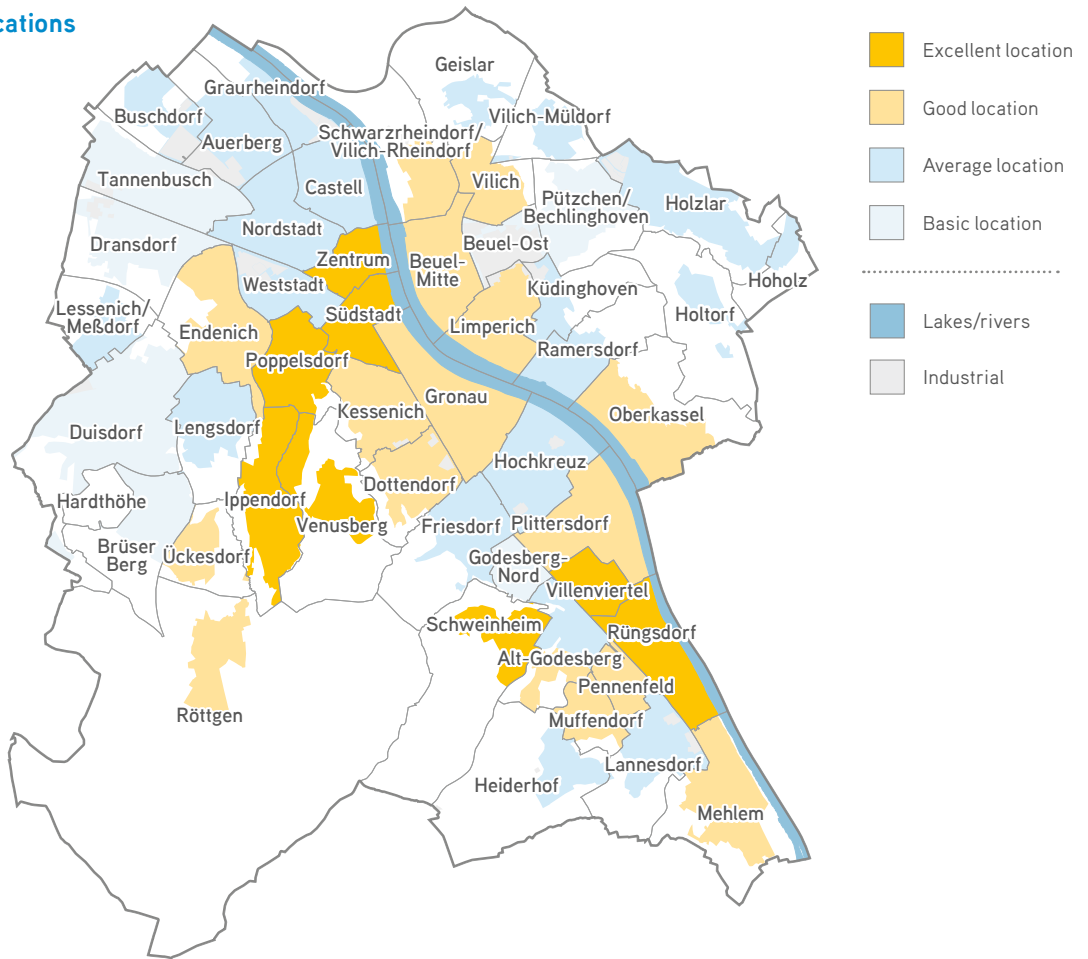 cations
Geislar
Graurheindorf
Buschdorf
Vilich-Müldorf
Auerberg
Schwarzrheindorf/
Vilich-Rheindorf
Tannenbusch
Castell
Vilich
Pützchen/
Bechlinghoven
Holzlar
Nordstadt
Dransdorf
Beuel-Ost
Zentrum
Beuel-
Mitte
Weststadt
Küdinghoven
Hoholz
Lessenich/
Meßdorf
Südstadt
Holtorf
Endenich
Limperich
Ramersdorf
Poppelsdorf
Gronau
Kessenich
Oberkassel
Duisdorf
Lengsdorf
Hochkreuz
Dottendorf
Hardthöhe
Ippendorf
Venusberg
Friesdorf
Plittersdorf
Brüser
Berg
Ückesdorf
Godesberg-
Nord
Villenviertel
Schweinheim
Rüngsdorf
Alt-Godesberg
Pennenfeld
Röttgen
Muffendorf
Lannesdorf
Heiderhof
Mehlem
Excellent location
Good location
Average location
Basic location
Lakes/rivers
Industrial